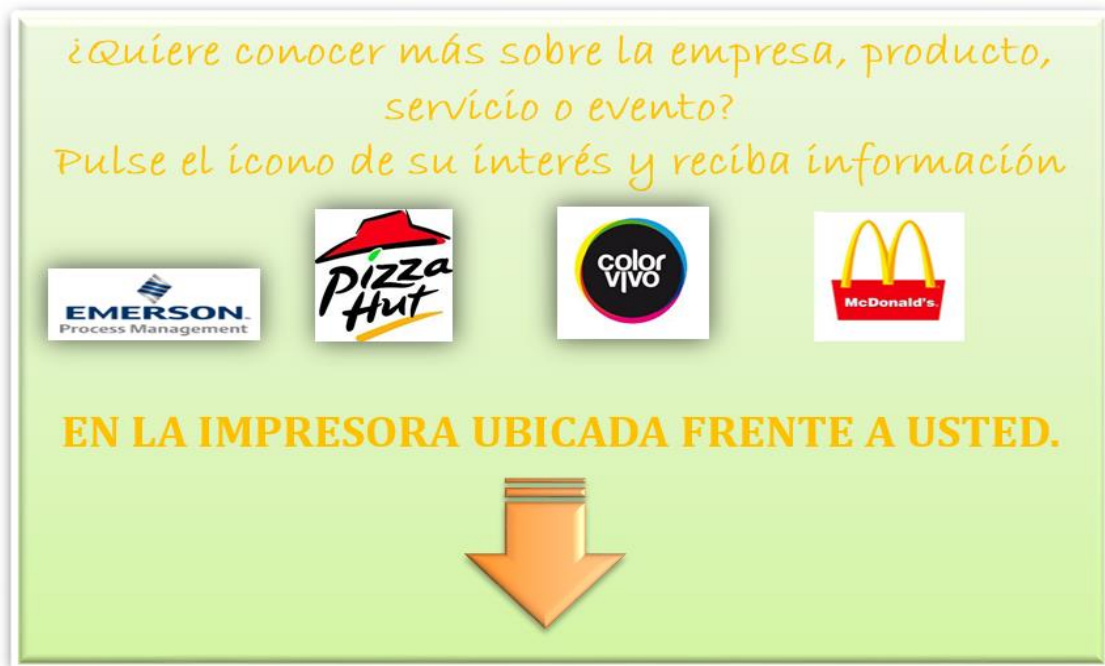 ¿Quiere conocer más sobre la empresa, producto,
servicio o evento?
Pulse el ícono de su interés y reciba información
EMERSON.
Process Management
Pizza
Hut
color
vivo
McDonald's.
EN LA IMPRESORA UBICADA FRENTE A USTED.